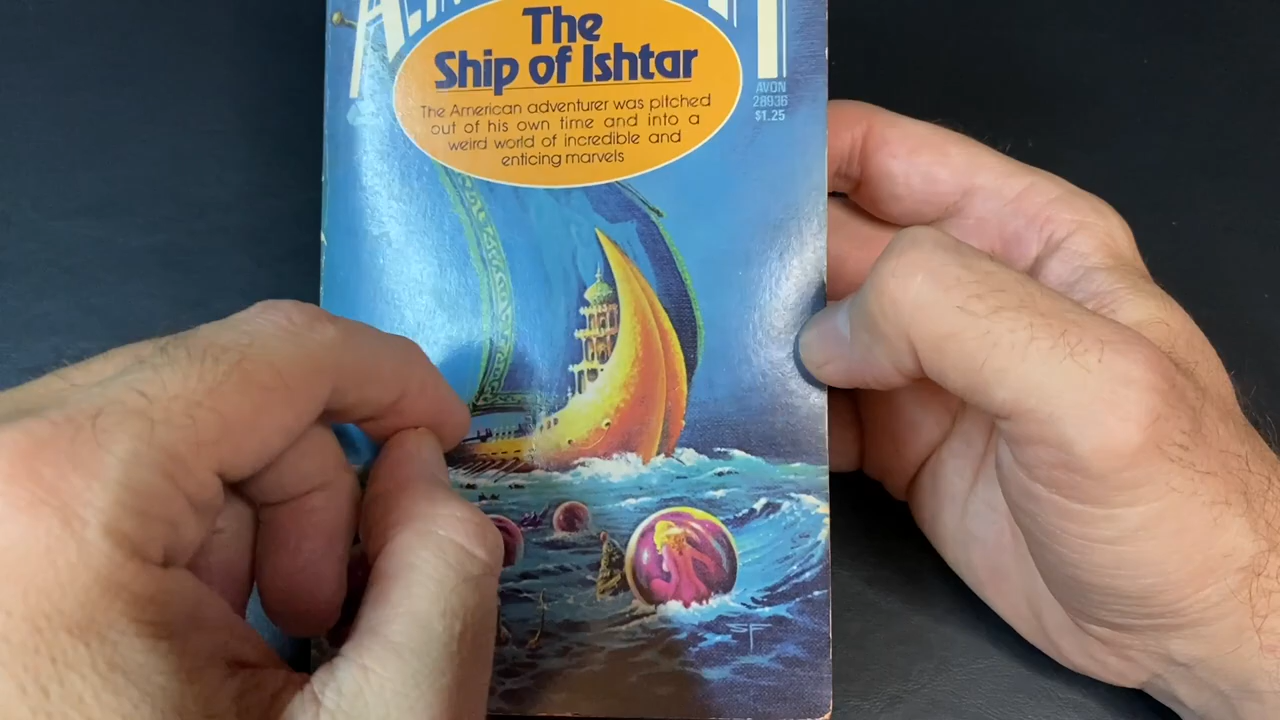 The
Ship of Ishtar
The American adventurer was pitched
out of his own time and into a
weird world of incredible and
enticing marvels
AVON
28936
$1.25
SF